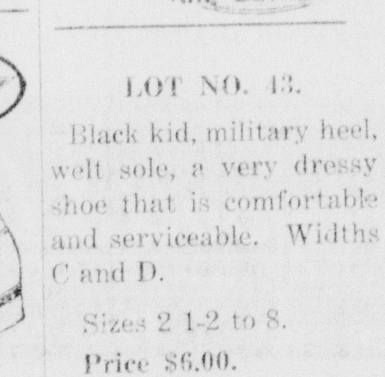 LOT NO. 43.
Black kid, military heel,
welt sole, a very dressy
shoe that is comfortable
and serviceable. Widths
C and D.
Sizes 2 1-2 to 8.
Price $6.00.